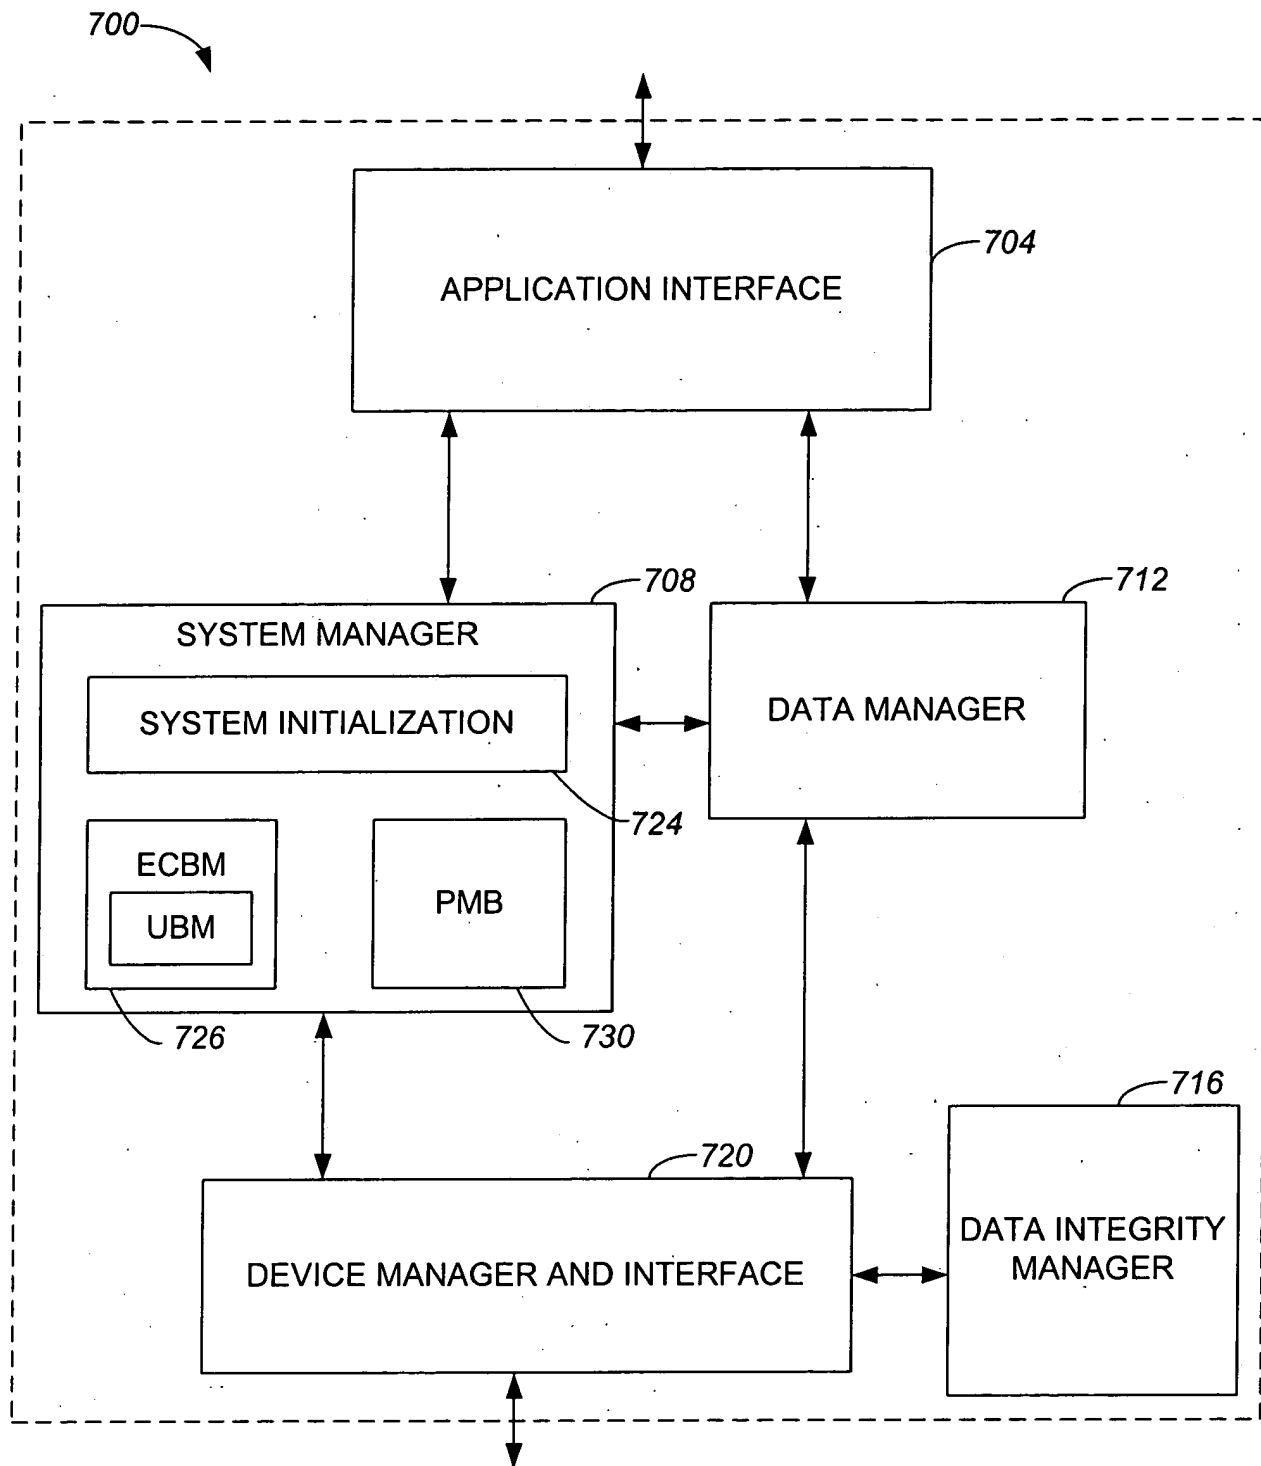 700
APPLICATION INTERFACE
704
708
SYSTEM MANAGER
SYSTEM INITIALIZATION
724
ECBM
UBM
726
PMB
730
712
DATA MANAGER
716
DATA INTEGRITY
MANAGER
720
DEVICE MANAGER AND INTERFACE